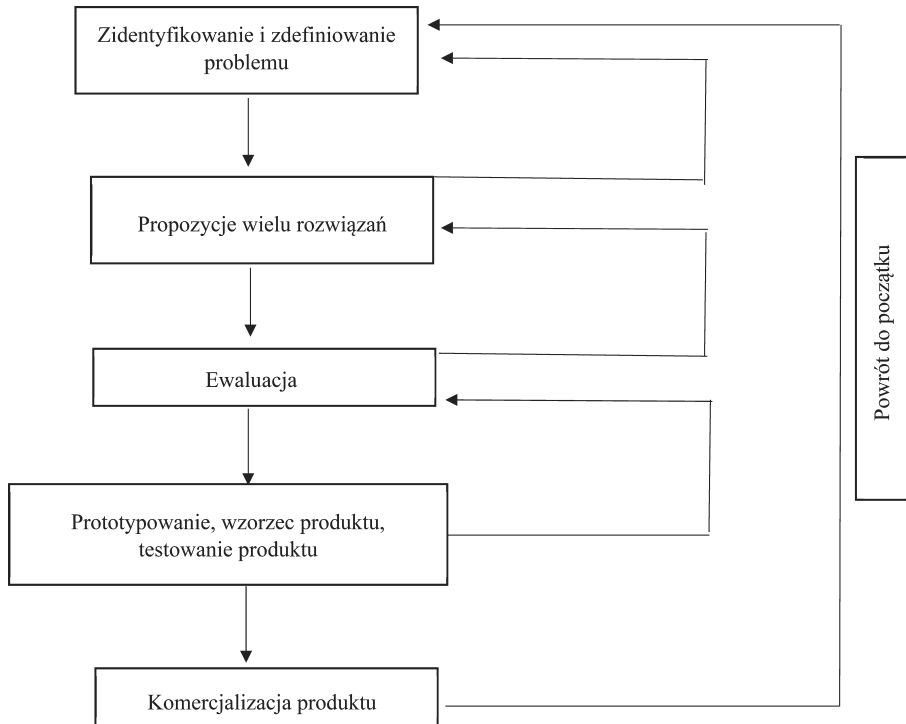 Zidentyfikowanie i zdefiniowanie
problemu
Propozycje wielu rozwiązań
Ewaluacja
Prototypowanie, wzorzec produktu,
testowanie produktu
Komercjalizacja produktu
Powrót do początku